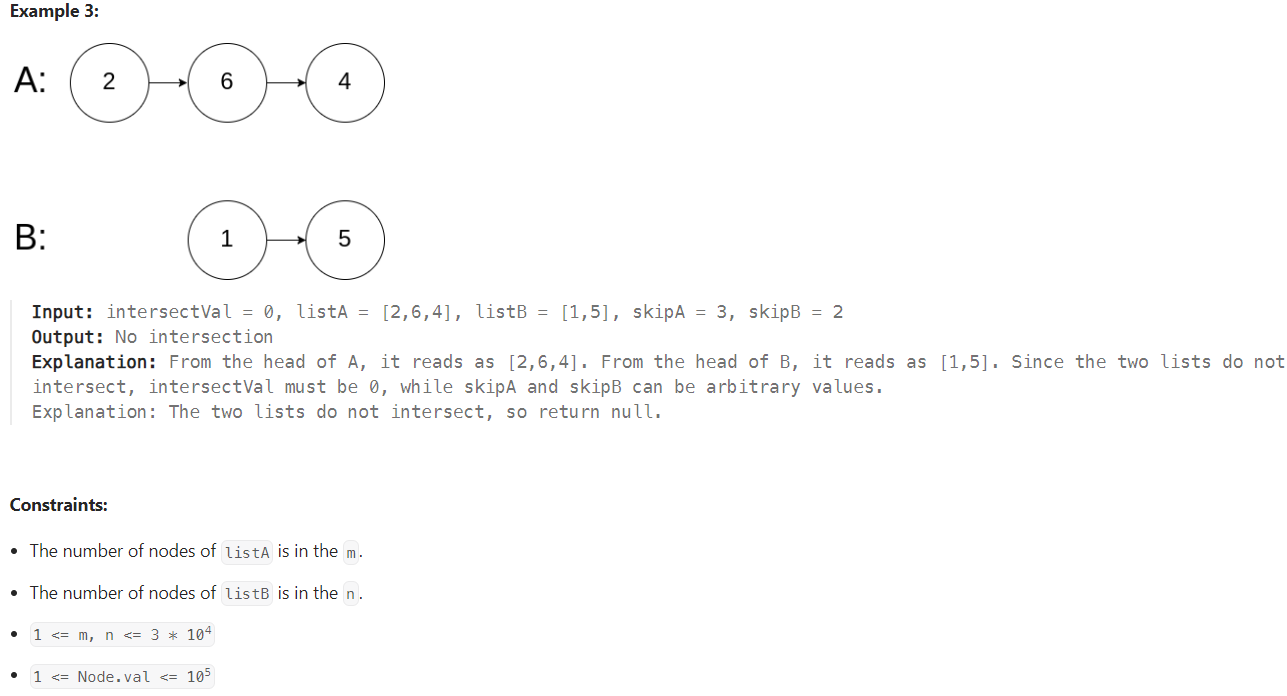 Example 3:
A: 2 6 4
B: 1 5
Input: intersectVal = 0, listA = [2,6,4], listB = [1,5], skipA = 3, skipB = 2
Output: No intersection
Explanation: From the head of A, it reads as [2,6,4]. From the head of B, it reads as [1,5]. Since the two lists do not
intersect, intersectVal must be 0, while skipA and skipB can be arbitrary values.
Explanation: The two lists do not intersect, so return null.
Constraints:
• The number of nodes of listA is in the m.
• The number of nodes of listB is in the n.
• 1 <= m, n <= 3 * 10⁴
• 1 <= Node.val <= 10⁵